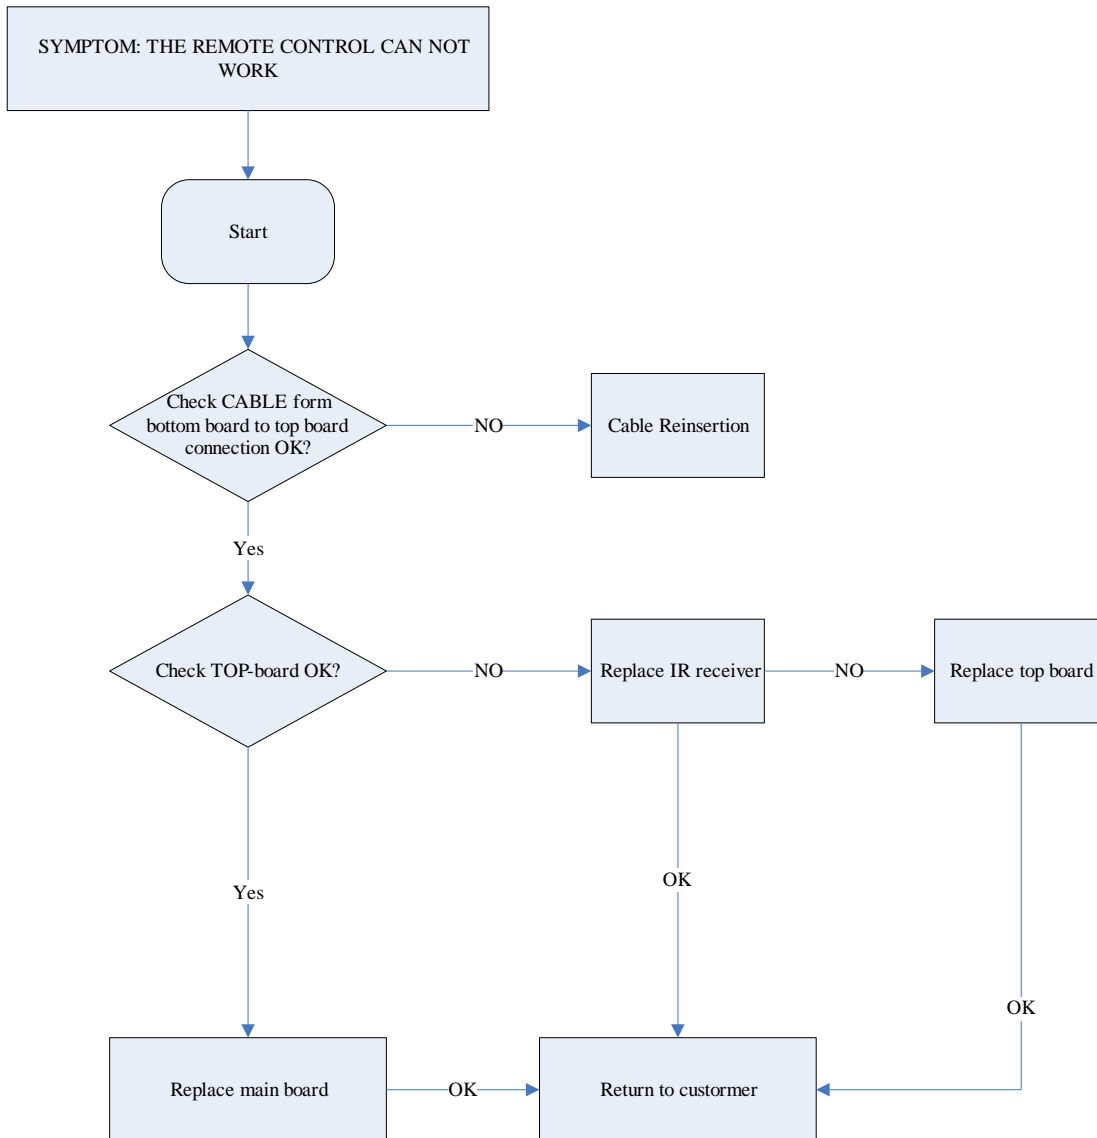 SYMPTOM: THE REMOTE CONTROL CAN NOT
WORK
Start
Check CABLE form
bottom board to top board
connection OK?
NO
Cable Reinsertion
Yes
Check TOP-board OK?
NO
Replace IR receiver
NO
Replace top board
OK
Yes
OK
Replace main board
OK
Return to custormer